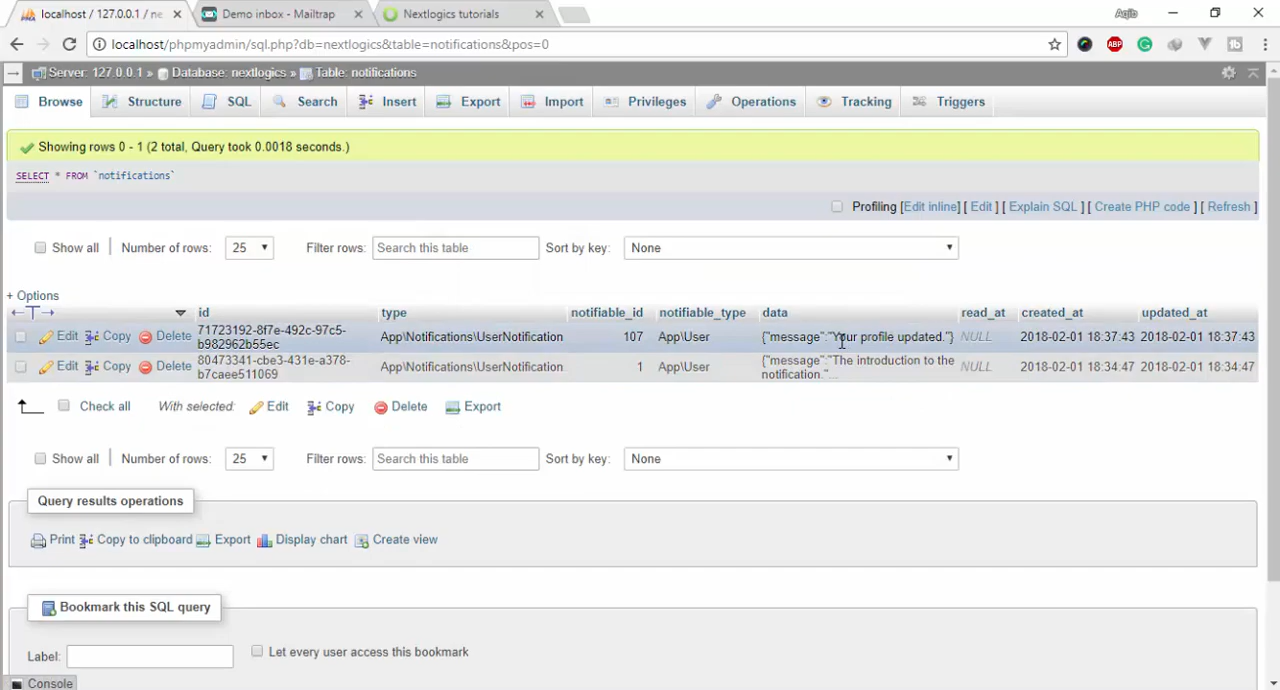 localhost / 127.0.0.1 / ne
Demo inbox - Mailtrap
Nextlogics tutorials
Aqib
localhost/phpmyadmin/sql.php?db=nextlogics&table=notifications&pos=0
ABP
Server: 127.0.0.1 » Database: nextlogics » Table: notifications
Browse Structure SQL Search Insert Export Import Privileges Operations Tracking Triggers
Showing rows 0 - 1 (2 total, Query took 0.0018 seconds.)
SELECT * FROM `notifications`
Profiling [Edit inline] [ Edit ] [ Explain SQL ] [ Create PHP code ] [ Refresh ]
Show all Number of rows: 25 Filter rows: Search this table Sort by key: None
+ Options
id type notifiable_id notifiable_type data read_at created_at updated_at
Edit Copy Delete 71723192-8f7e-492c-97c5-b982962b55ec App\Notifications\UserNotification 107 App\User {"message":"Your profile updated."} NULL 2018-02-01 18:37:43 2018-02-01 18:37:43
Edit Copy Delete 80473341-cbe3-431e-a378-b7caee511069 App\Notifications\UserNotification 1 App\User {"message":"The introduction to the notification."... NULL 2018-02-01 18:34:47 2018-02-01 18:34:47
Check all With selected: Edit Copy Delete Export
Show all Number of rows: 25 Filter rows: Search this table Sort by key: None
Query results operations
Print Copy to clipboard Export Display chart Create view
Bookmark this SQL query
Label: Let every user access this bookmark
Console